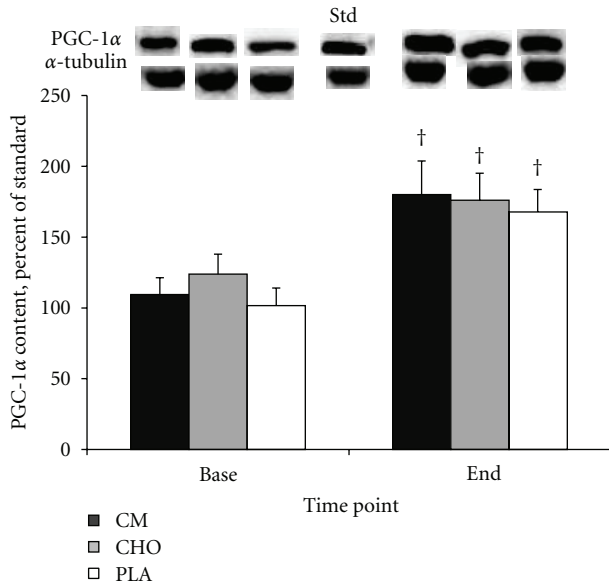 Std
PGC-1α
α-tubulin
250
200
150
100
50
0
PGC-1α content, percent of standard
† † †
Base End
Time point
CM
CHO
PLA